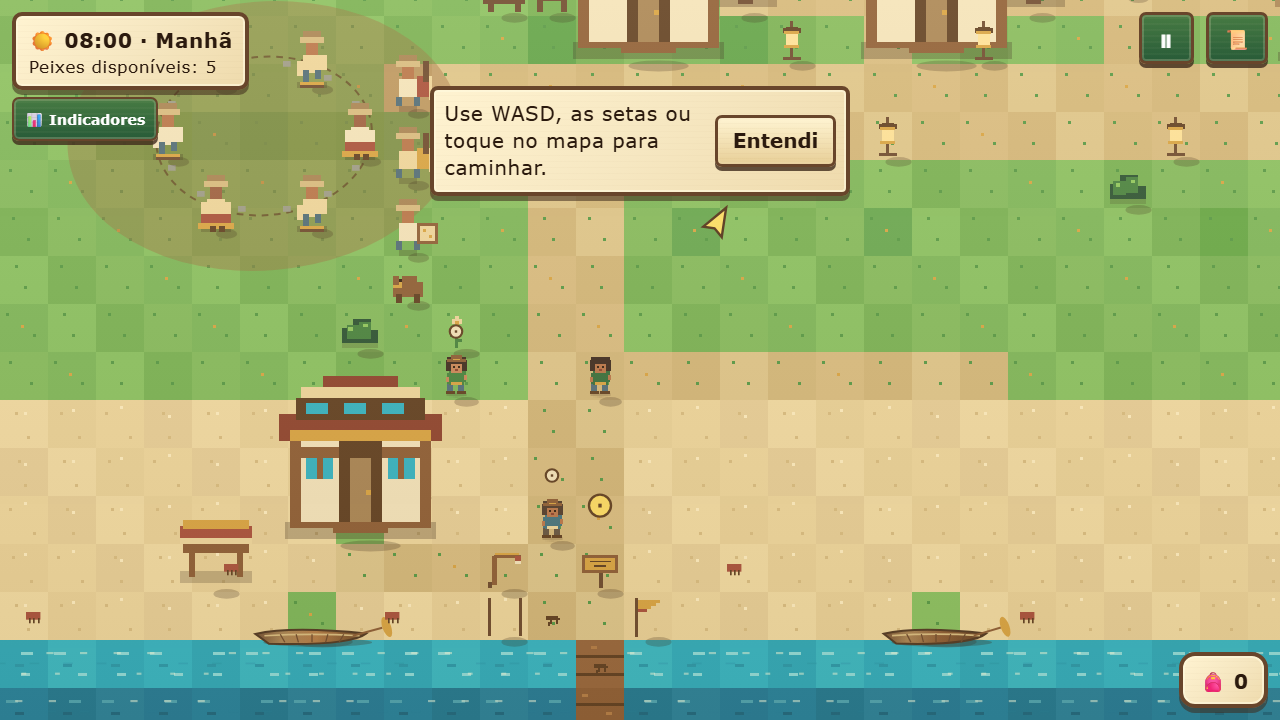 08:00 · Manhã
Peixes disponíveis: 5
Indicadores
Use WASD, as setas ou
toque no mapa para
caminhar.
Entendi
0